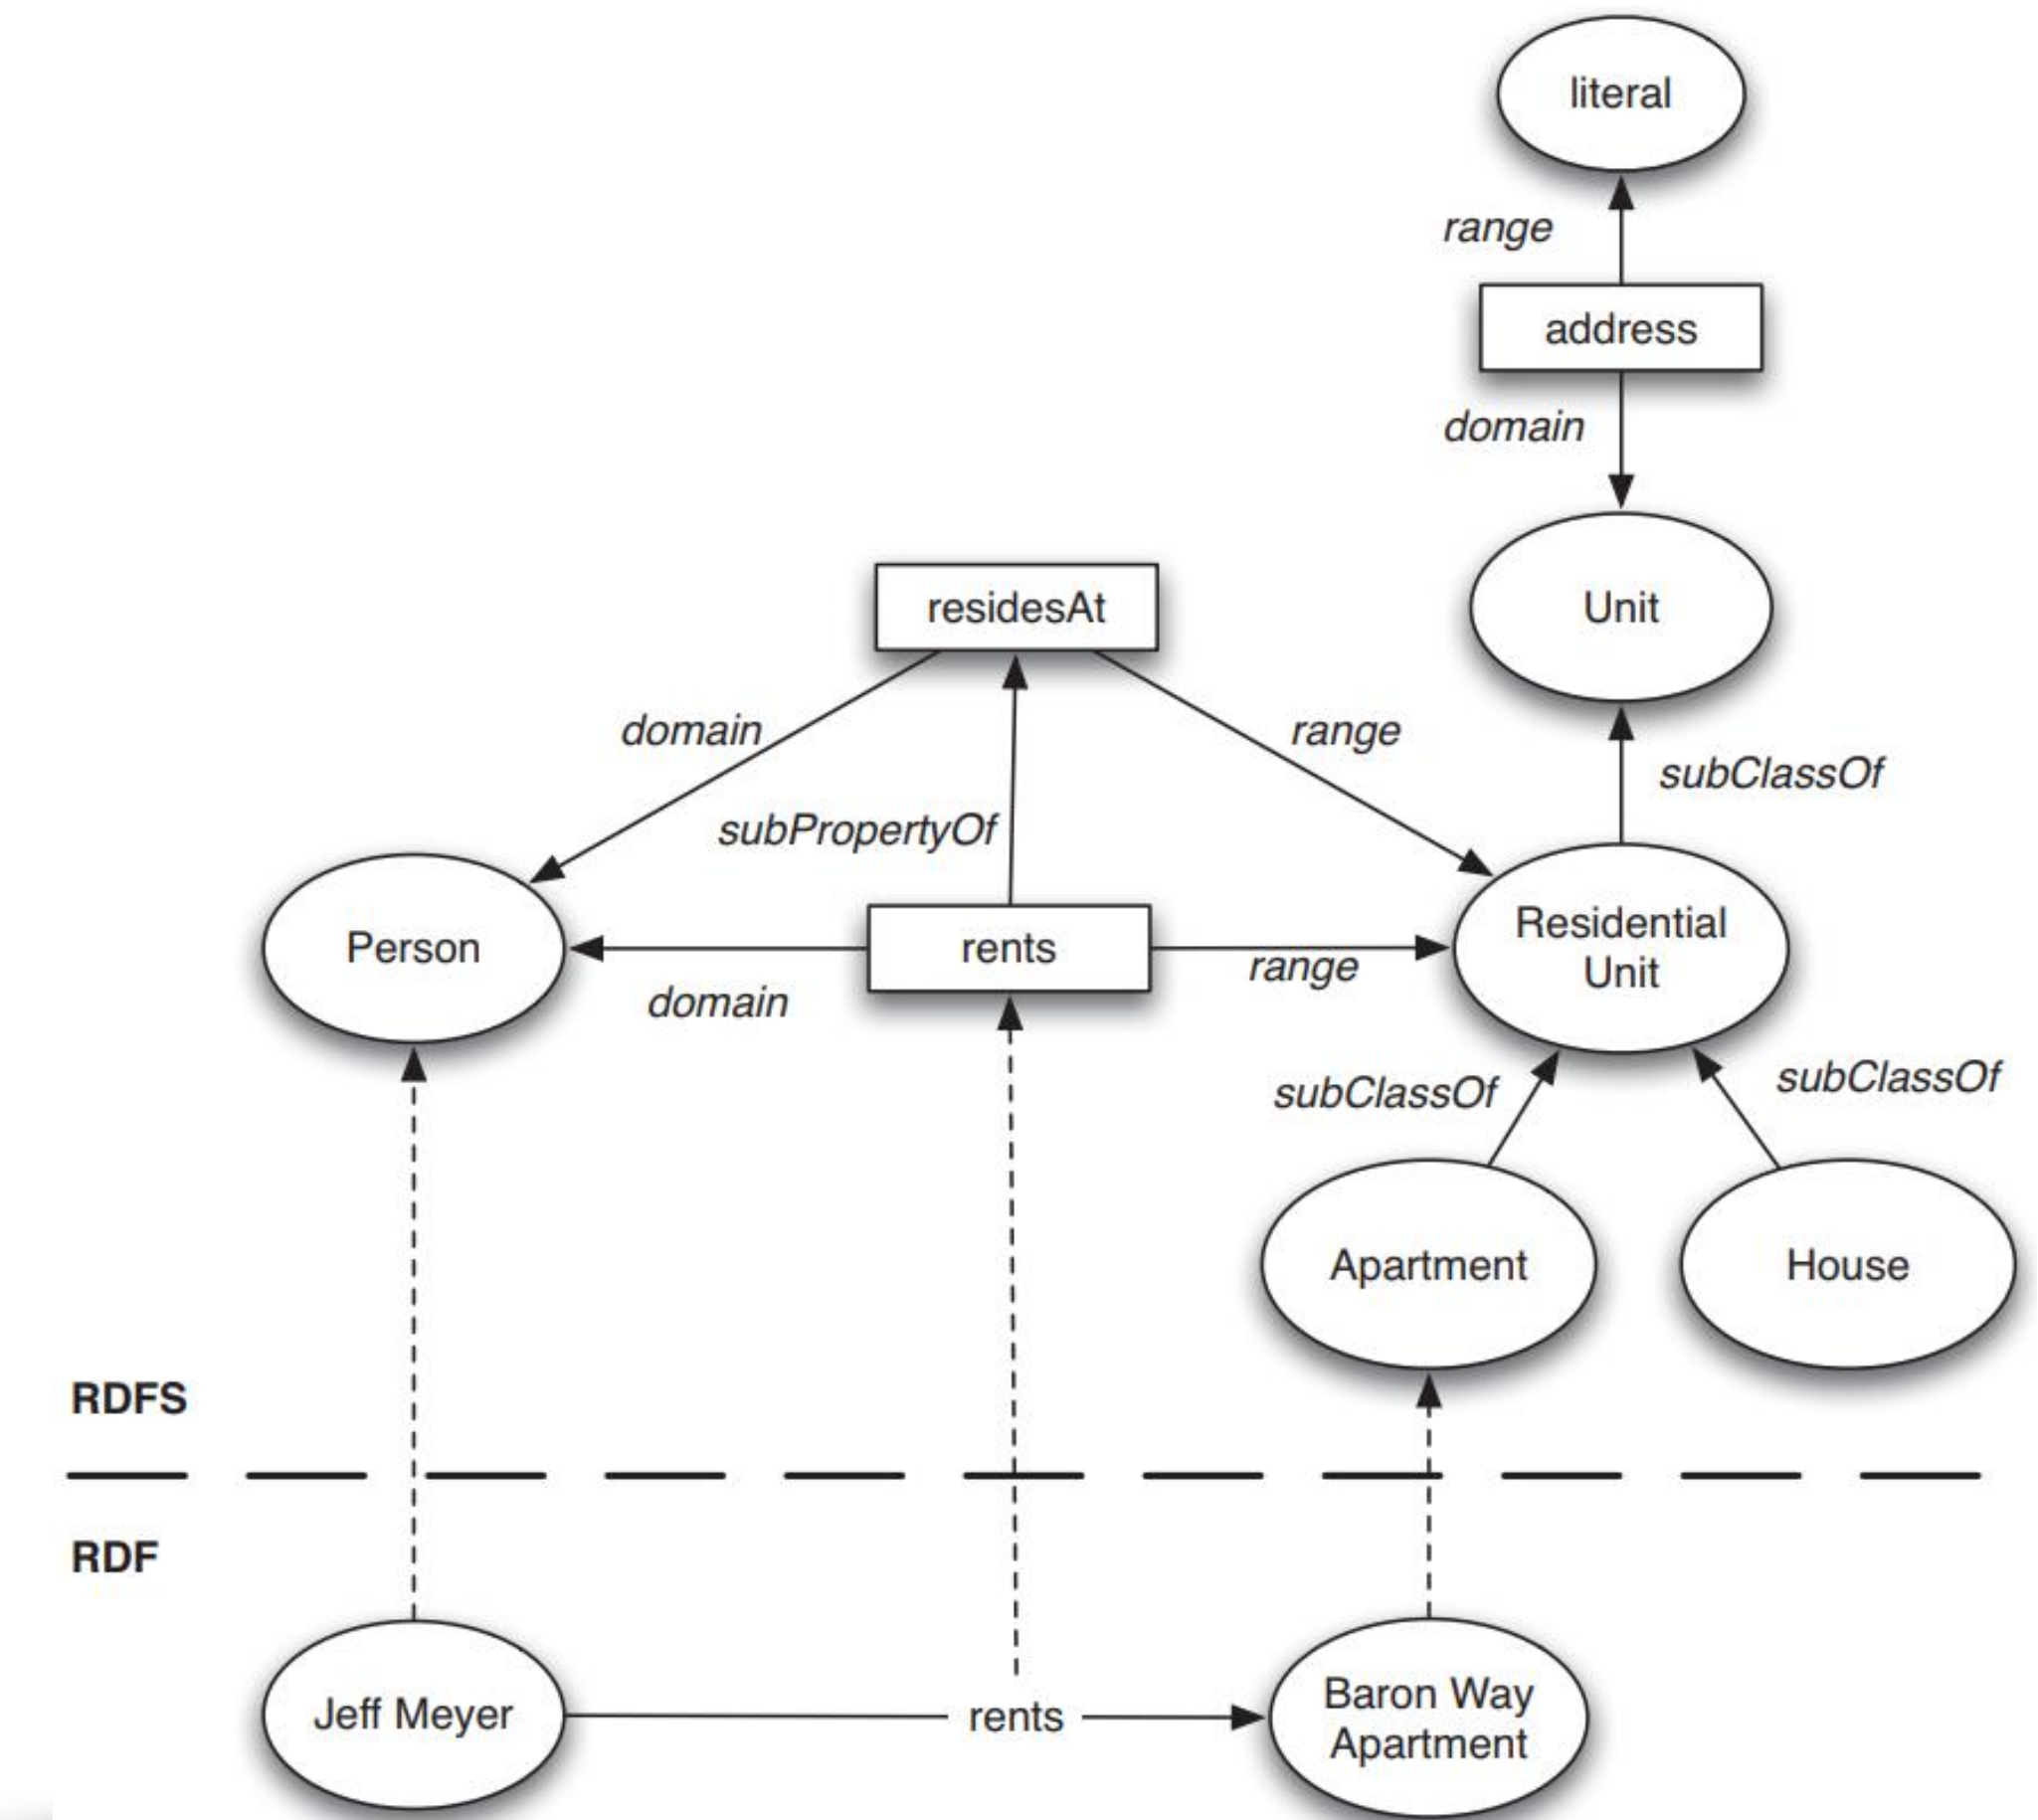 literal
range
address
domain
residesAt
Unit
domain
range
subClassOf
subPropertyOf
Person
rents
Residential
Unit
domain
range
subClassOf
subClassOf
Apartment
House
RDFS
RDF
Jeff Meyer
rents
Baron Way
Apartment